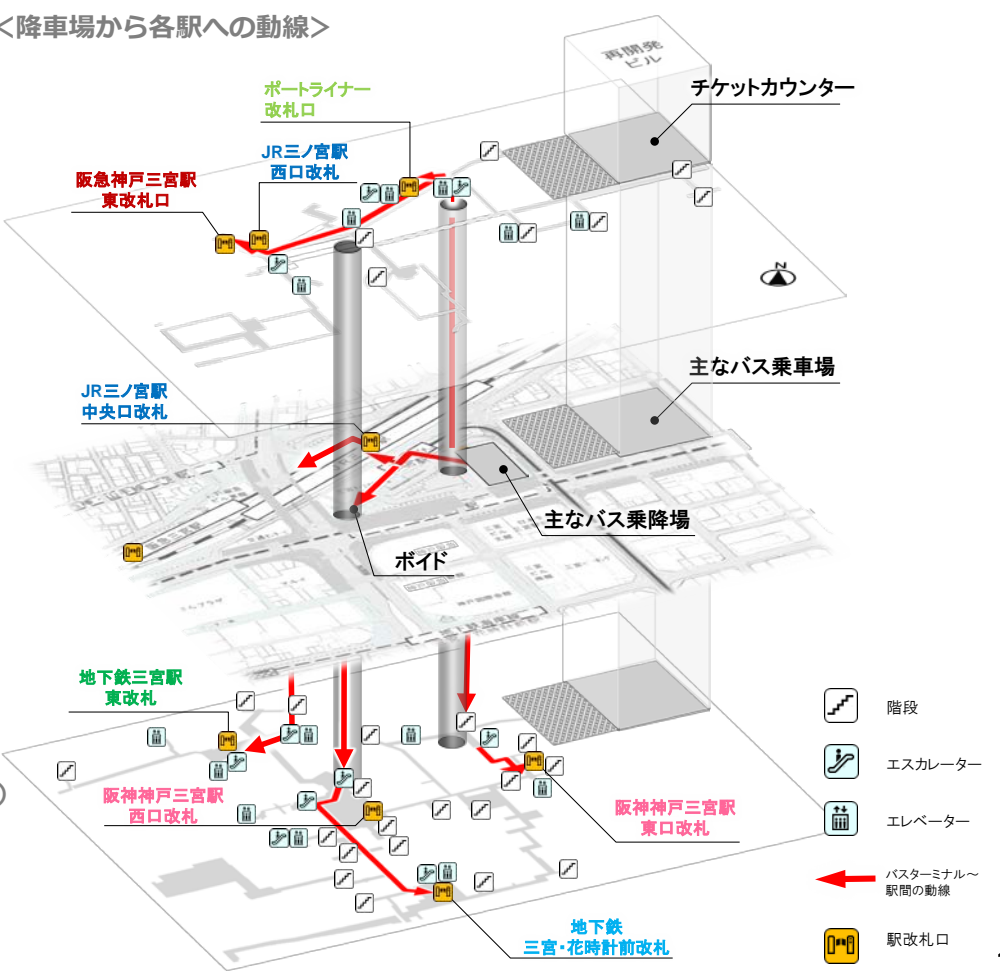 <降車場から各駅への動線>
再開発
ビル
チケットカウンター
ポートライナー
改札口
JR三ノ宮駅
西口改札
阪急神戸三宮駅
東改札口
N
主なバス乗車場
JR三ノ宮駅
中央口改札
主なバス乗降場
ボイド
地下鉄三宮駅
東改札
阪神神戸三宮駅
西口改札
阪神神戸三宮駅
東口改札
地下鉄
三宮・花時計前改札
階段
エスカレーター
エレベーター
バスターミナル～
駅間の動線
駅改札口